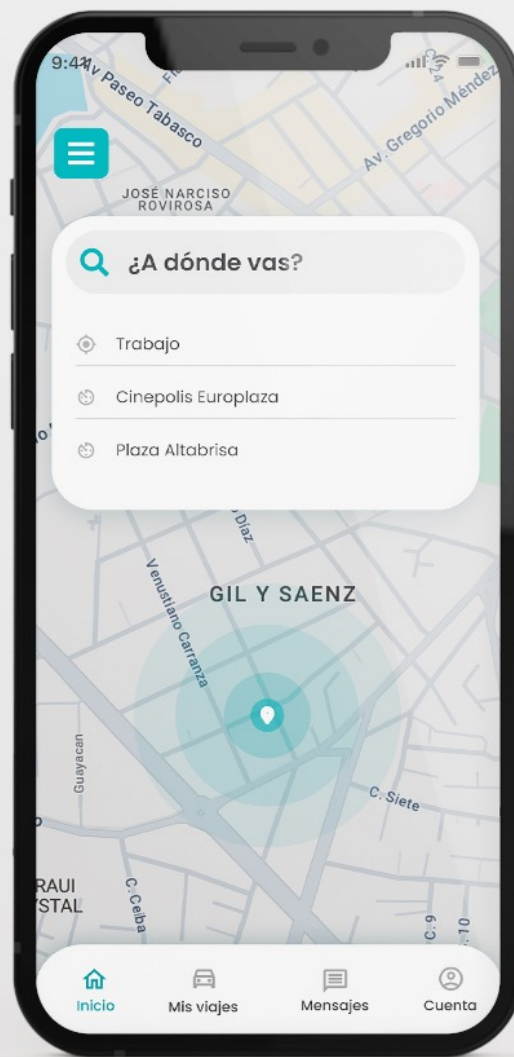 9:41
Av Paseo Tabasco
Av. Gregorio Méndez
JOSÉ NARCISO
ROVIROSA
¿A dónde vas?
Trabajo
Cinepolis Europlaza
Plaza Altabrisa
Díaz
Venustiano Carranza
GIL Y SAENZ
Guayacan
C. Siete
RAUI
YSTAL
C. Ceiba
C. 9
10
Inicio
Mis viajes
Mensajes
Cuenta